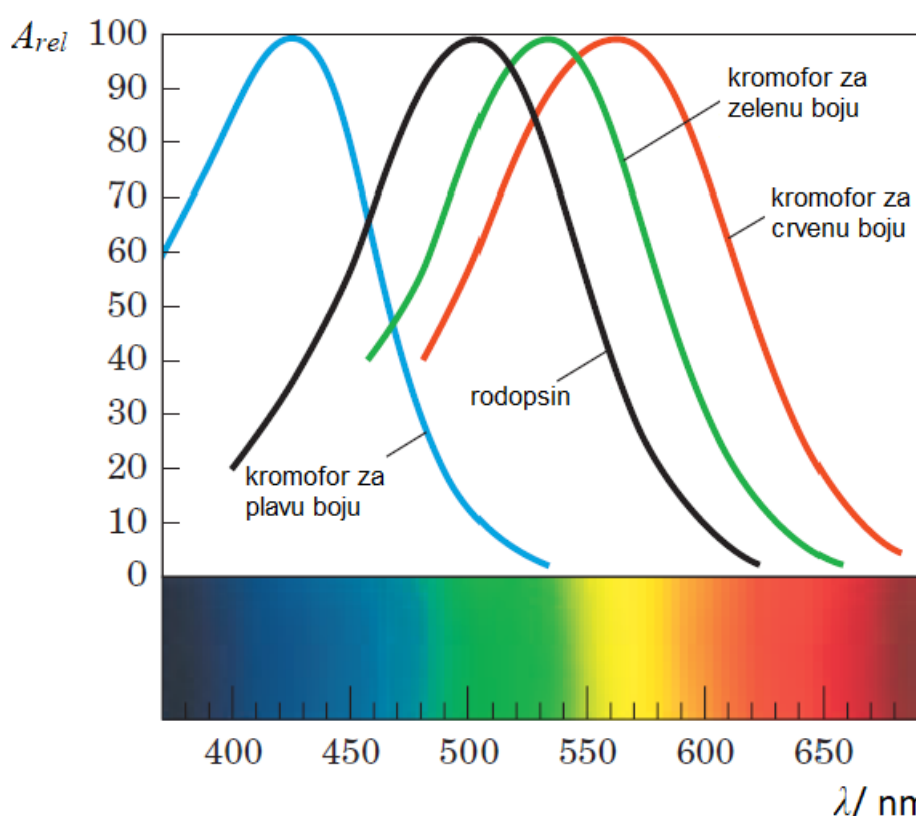 A_rel
100
90
80
70
60
50
40
30
20
10
0
kromofor za
zelenu boju
kromofor za
crvenu boju
rodopsin
kromofor za
plavu boju
400 450 500 550 600 650
λ/ nm